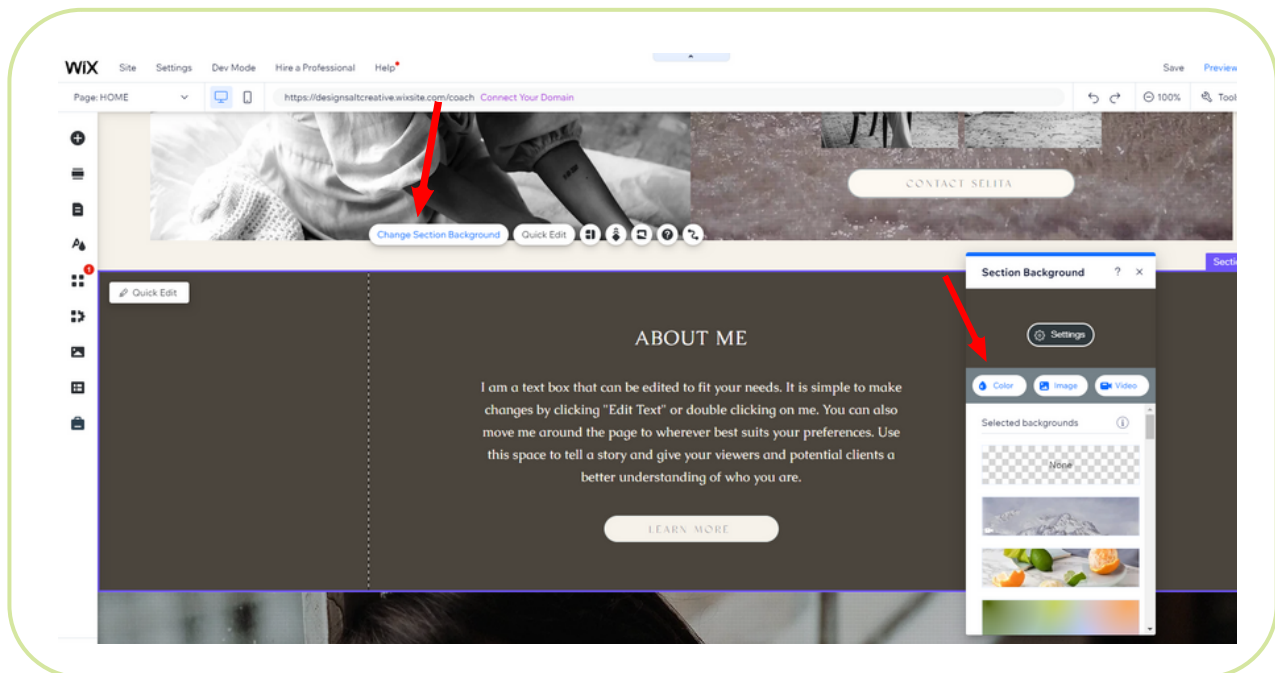 WiX Site Settings Dev Mode Hire a Professional Help Save Preview
Page: HOME https://designsaltcreative.wixsite.com/coach Connect Your Domain 100% Tool
CONTACT SELITA
Change Section Background Quick Edit
Section Background ?
Secti
1
Quick Edit
Settings
ABOUT ME
Color Image Video
I am a text box that can be edited to fit your needs. It is simple to make
changes by clicking "Edit Text" or double clicking on me. You can also
move me around the page to wherever best suits your preferences. Use
this space to tell a story and give your viewers and potential clients a
better understanding of who you are.
Selected backgrounds
None
LEARN MORE